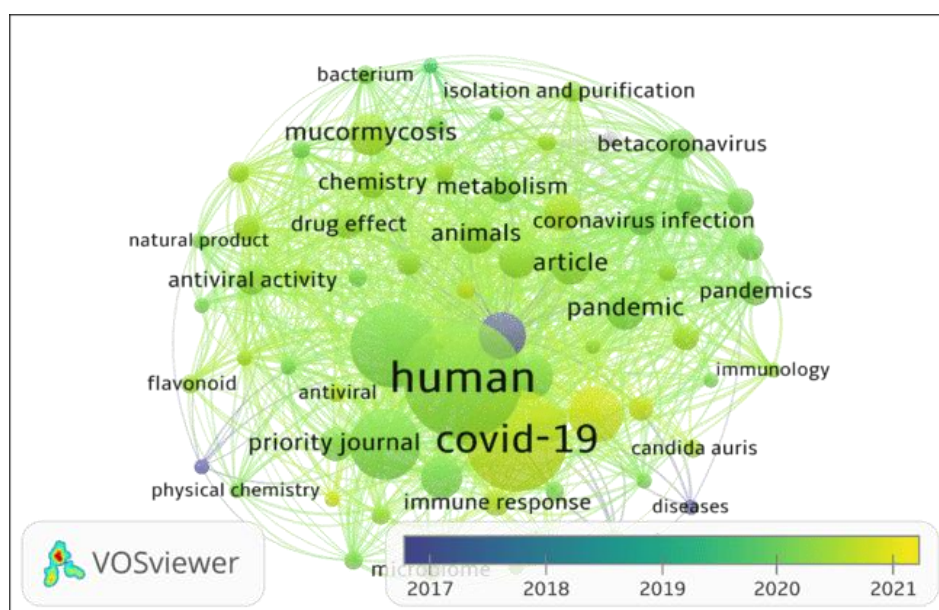 bacterium
isolation and purification
mucormycosis
betacoronavirus
chemistry
metabolism
drug effect
coronavirus infection
animals
natural product
article
antiviral activity
pandemics
pandemic
immunology
human
flavonoid
antiviral
covid-19
priority journal
candida auris
physical chemistry
immune response
diseases
VOSviewer
microbiome
2017 2018 2019 2020 2021